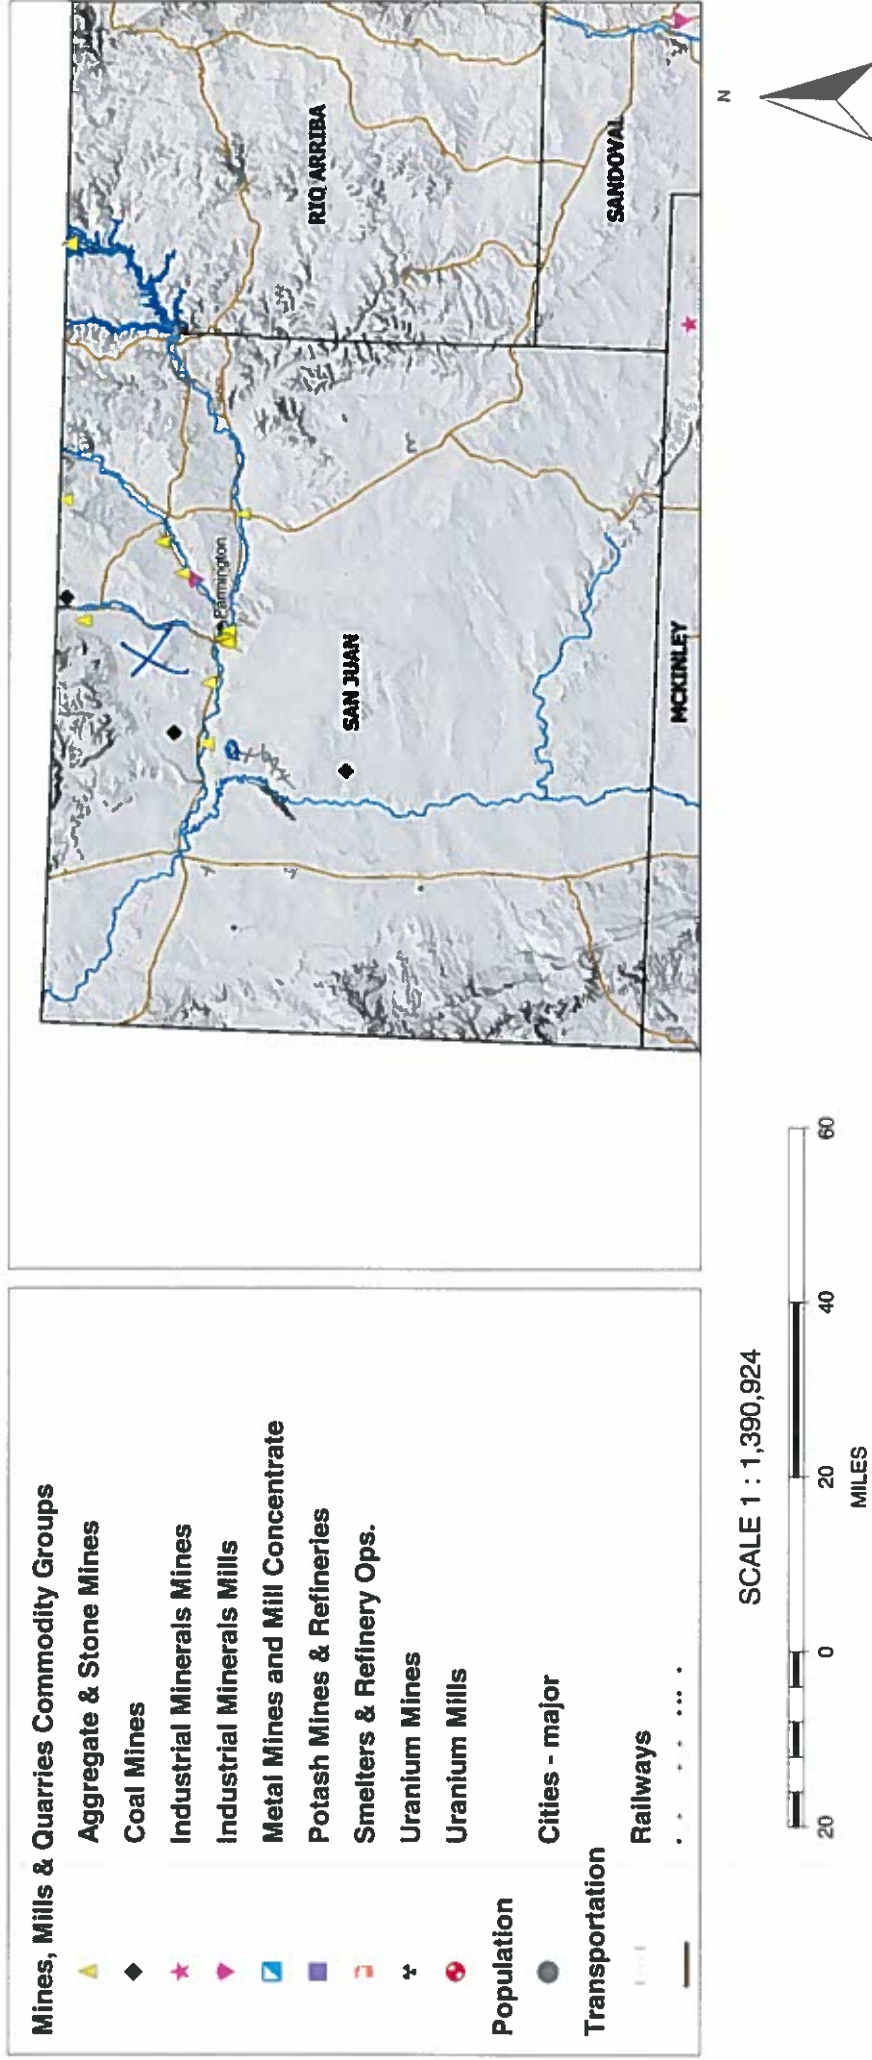 Mines, Mills & Quarries Commodity Groups
Aggregate & Stone Mines
Coal Mines
Industrial Minerals Mines
Industrial Minerals Mills
Metal Mines and Mill Concentrate
Potash Mines & Refineries
Smelters & Refinery Ops.
Uranium Mines
Uranium Mills
Population
Cities - major
Transportation
Railways
Farmington
SAN JUAN
RIO ARRIBA
SANDOVAL
MCKINLEY
N
SCALE 1 : 1,390,924
20 0 20 40 60
MILES